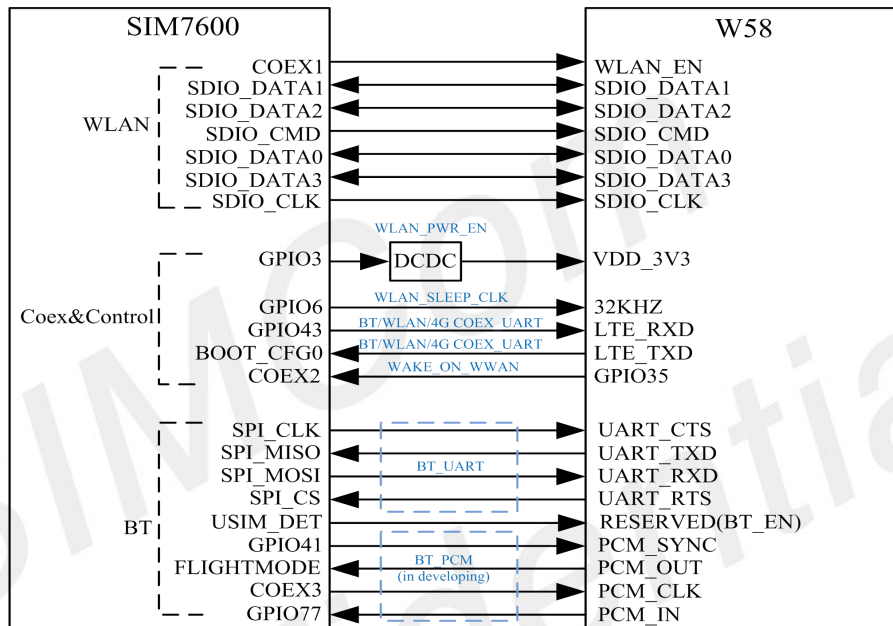 SIM7600 W58
COEX1 WLAN_EN
SDIO_DATA1 SDIO_DATA1
SDIO_DATA2 SDIO_DATA2
WLAN
SDIO_CMD SDIO_CMD
SDIO_DATA0 SDIO_DATA0
SDIO_DATA3 SDIO_DATA3
SDIO_CLK SDIO_CLK
WLAN_PWR_EN
GPIO3 DCDC VDD_3V3
Coex&Control
GPIO6 WLAN_SLEEP_CLK 32KHZ
GPIO43 BT/WLAN/4G COEX_UART LTE_RXD
BOOT_CFG0 BT/WLAN/4G COEX_UART LTE_TXD
COEX2 WAKE_ON_WWAN GPIO35
SPI_CLK UART_CTS
SPI_MISO UART_TXD
BT_UART
SPI_MOSI UART_RXD
SPI_CS UART_RTS
BT
USIM_DET RESERVED(BT_EN)
GPIO41 PCM_SYNC
BT_PCM
FLIGHTMODE PCM_OUT
(in developing)
COEX3 PCM_CLK
GPIO77 PCM_IN
SIMCom